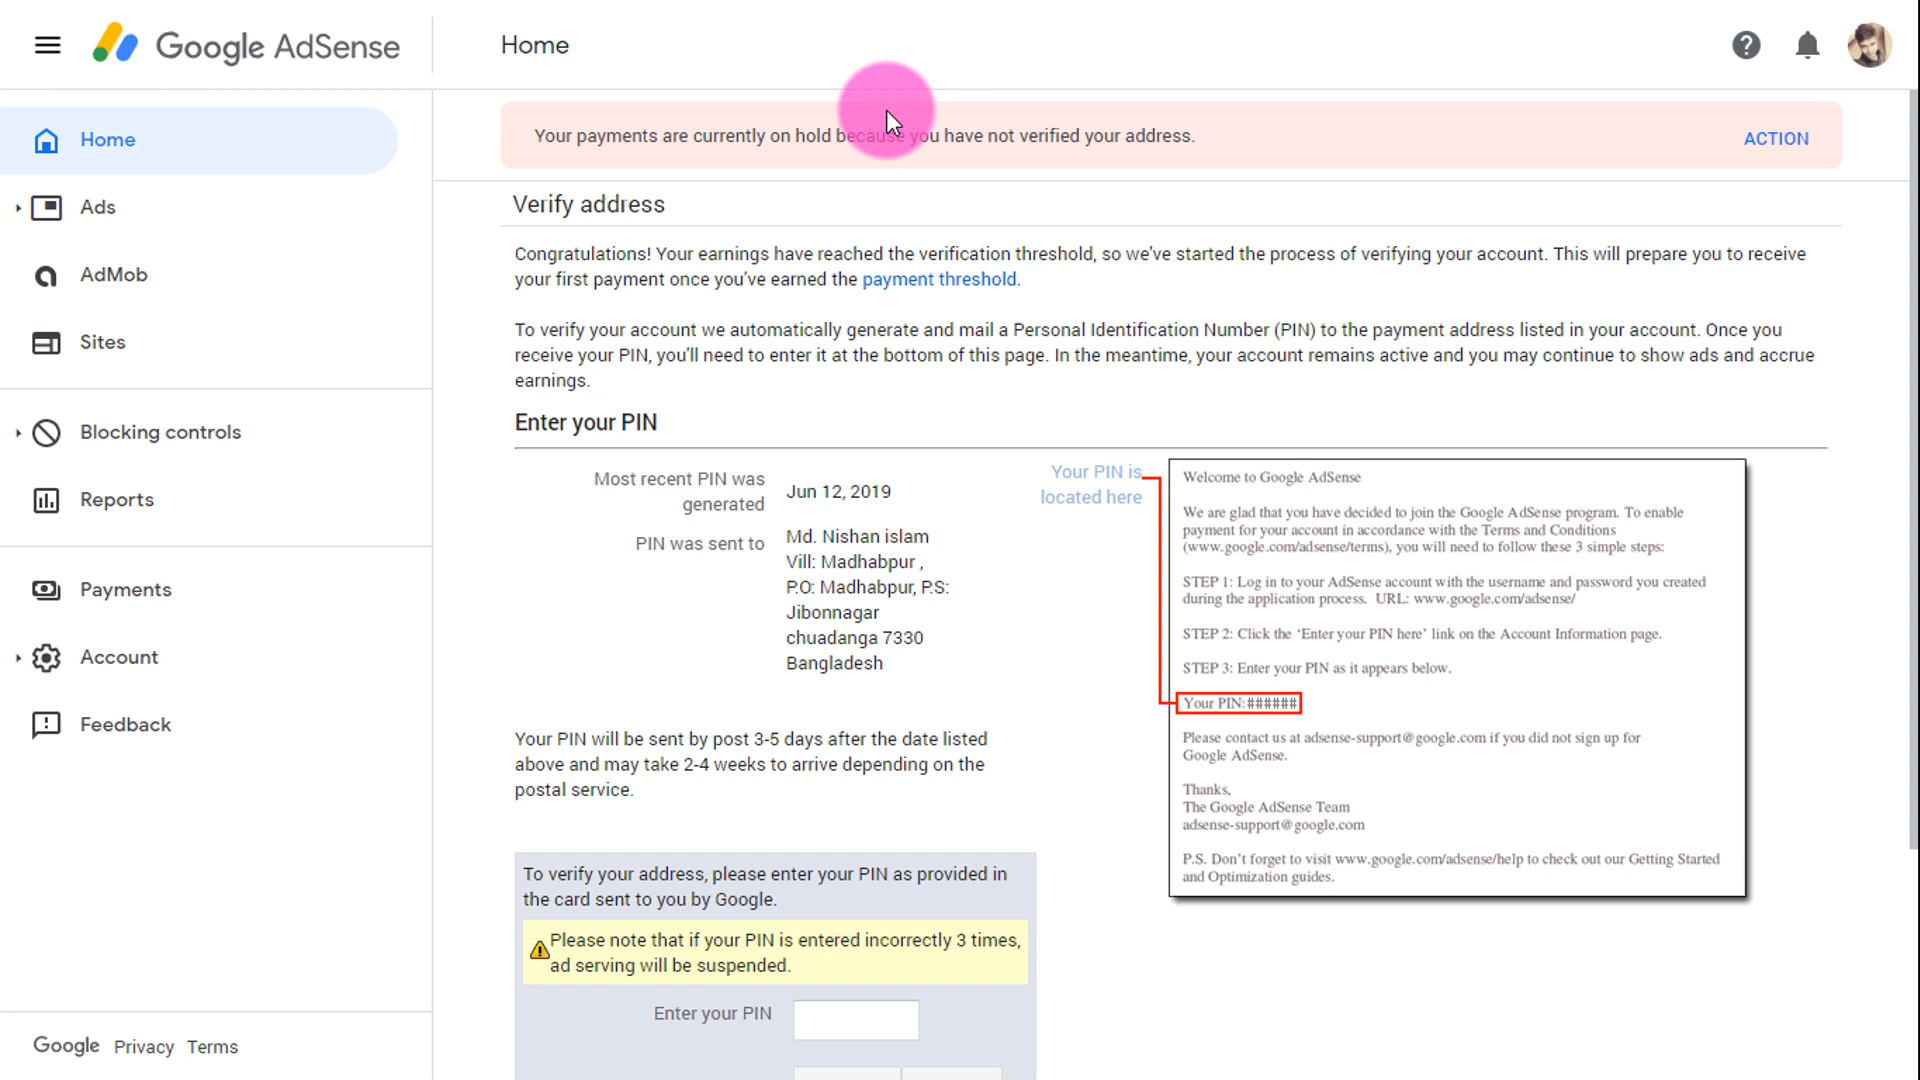 Google AdSense
Home
Your payments are currently on hold because you have not verified your address.
ACTION
Home
Ads
AdMob
Sites
Blocking controls
Reports
Payments
Account
Feedback
Google Privacy Terms
Verify address
Congratulations! Your earnings have reached the verification threshold, so we've started the process of verifying your account. This will prepare you to receive
your first payment once you've earned the payment threshold.
To verify your account we automatically generate and mail a Personal Identification Number (PIN) to the payment address listed in your account. Once you
receive your PIN, you'll need to enter it at the bottom of this page. In the meantime, your account remains active and you may continue to show ads and accrue
earnings.
Enter your PIN
Most recent PIN was
generated
Jun 12, 2019
PIN was sent to
Md. Nishan islam
Vill: Madhabpur ,
P.O: Madhabpur, P.S:
Jibonnagar
chuadanga 7330
Bangladesh
Your PIN is
located here
Welcome to Google AdSense
We are glad that you have decided to join the Google AdSense program. To enable
payment for your account in accordance with the Terms and Conditions
(www.google.com/adsense/terms), you will need to follow these 3 simple steps:
STEP 1: Log in to your AdSense account with the username and password you created
during the application process. URL: www.google.com/adsense/
STEP 2: Click the ‘Enter your PIN here’ link on the Account Information page.
STEP 3: Enter your PIN as it appears below.
Your PIN:######
Please contact us at adsense-support@google.com if you did not sign up for
Google AdSense.
Thanks,
The Google AdSense Team
adsense-support@google.com
P.S. Don’t forget to visit www.google.com/adsense/help to check out our Getting Started
and Optimization guides.
Your PIN will be sent by post 3-5 days after the date listed
above and may take 2-4 weeks to arrive depending on the
postal service.
To verify your address, please enter your PIN as provided in
the card sent to you by Google.
Please note that if your PIN is entered incorrectly 3 times,
ad serving will be suspended.
Enter your PIN